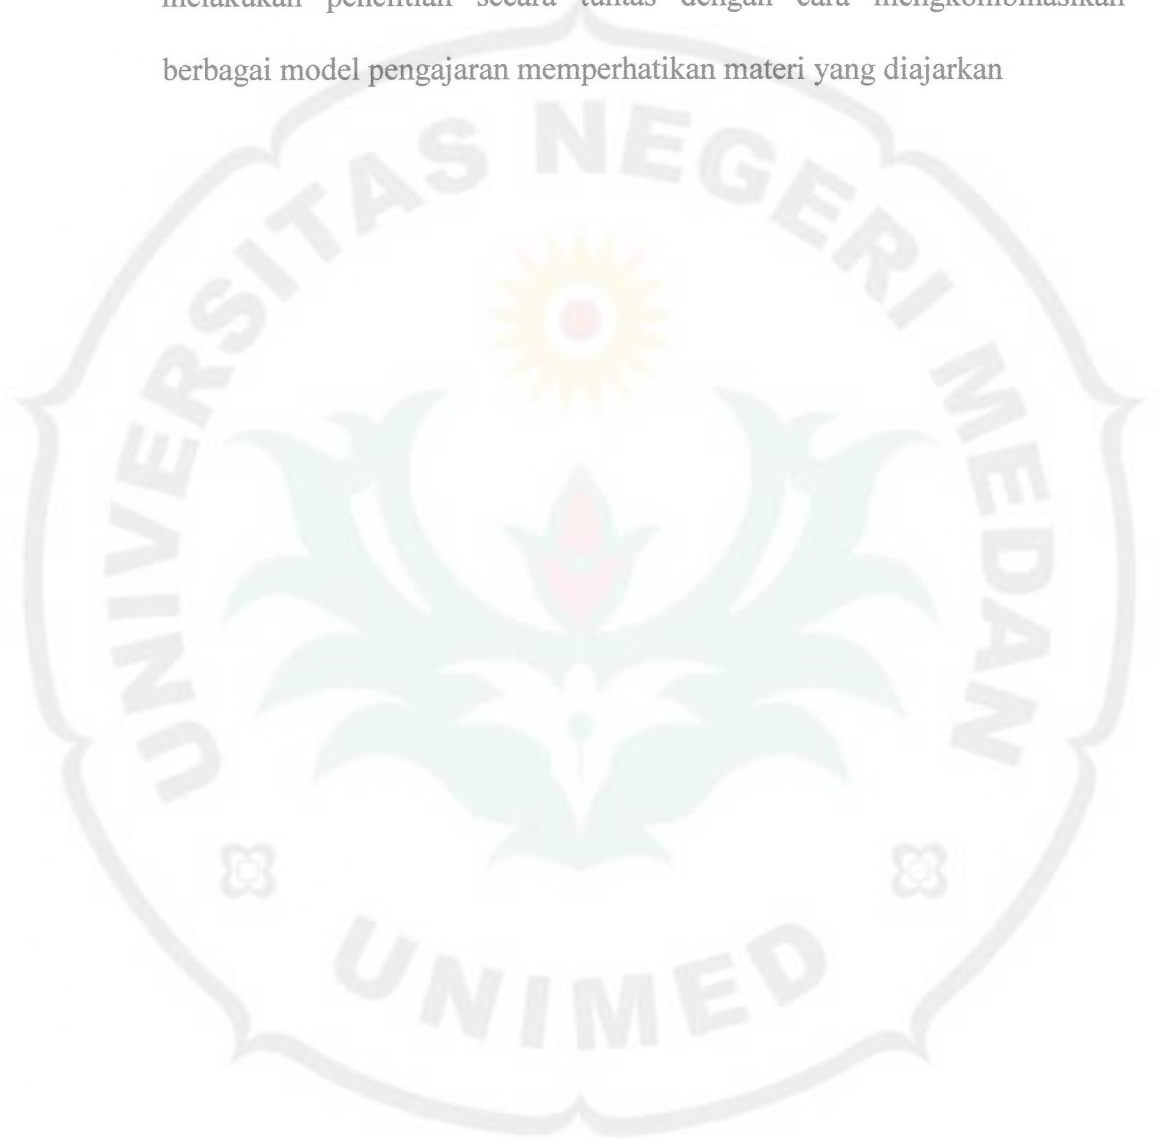 melakukan penelitian secara tuntas dengan cara mengkombinasikan
berbagai model pengajaran memperhatikan materi yang diajarkan
UNIVERSITAS NEGERI MEDAN
UNIMED